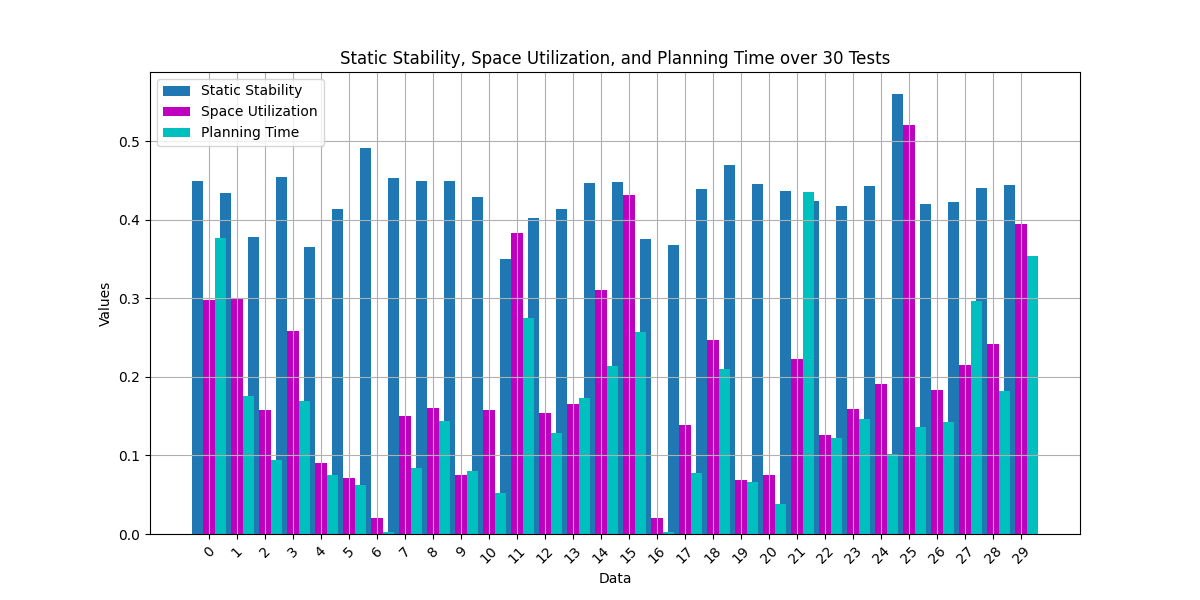 Static Stability, Space Utilization, and Planning Time over 30 Tests
Static Stability
Space Utilization
Planning Time
Values
0.5
0.4
0.3
0.2
0.1
0.0
0 1 2 3 4 5 6 7 8 9 10 11 12 13 14 15 16 17 18 19 20 21 22 23 24 25 26 27 28 29
Data